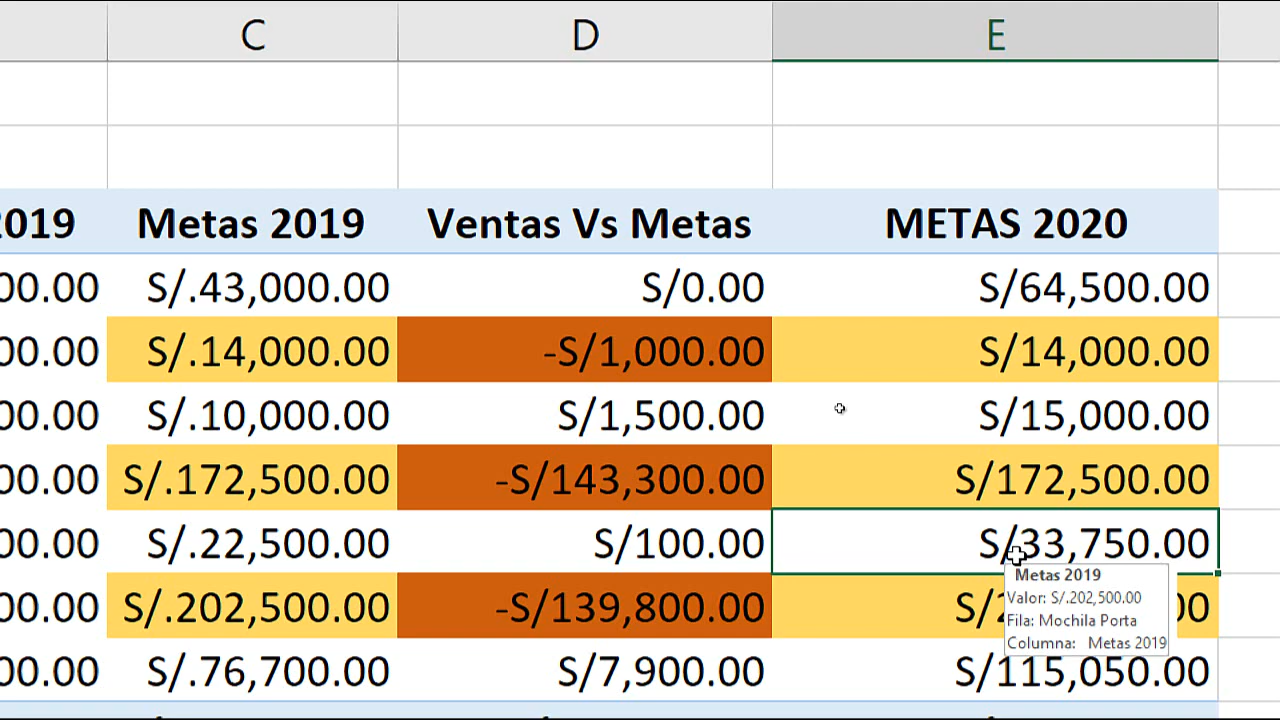 C D E
2019 Metas 2019 Ventas Vs Metas METAS 2020
00.00 S/.43,000.00 S/0.00 S/64,500.00
00.00 S/.14,000.00 -S/1,000.00 S/14,000.00
00.00 S/.10,000.00 S/1,500.00 S/15,000.00
00.00 S/.172,500.00 -S/143,300.00 S/172,500.00
00.00 S/.22,500.00 S/100.00 S/33,750.00
00.00 S/.202,500.00 -S/139,800.00 S/2 00
Metas 2019
Valor: S/.202,500.00
Fila: Mochila Porta
Columna: Metas 2019
00.00 S/.76,700.00 S/7,900.00 S/115,050.00